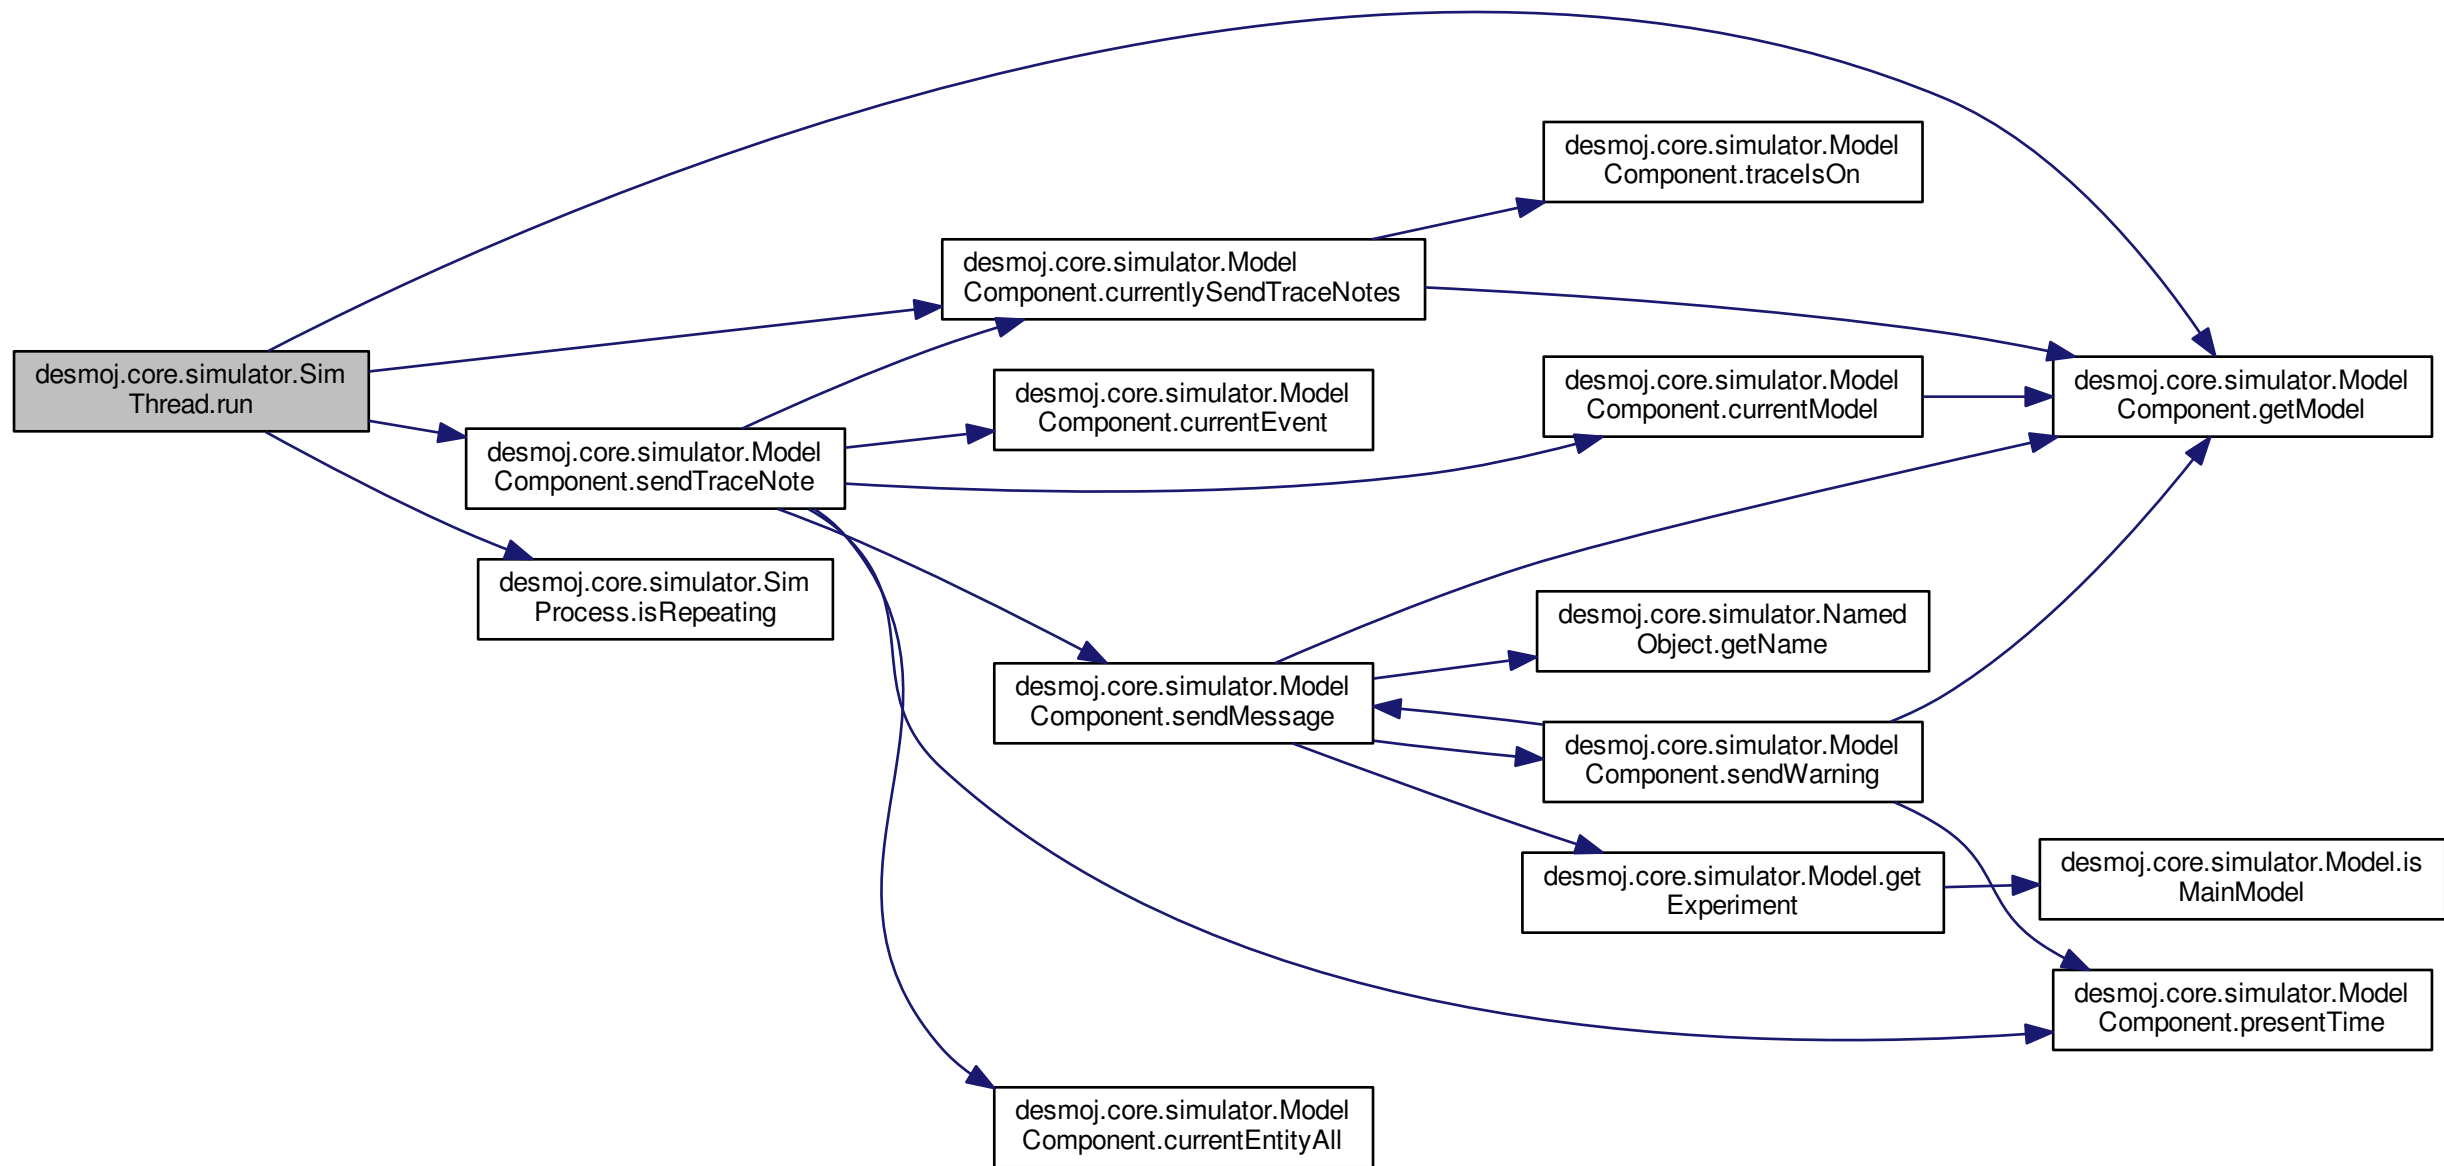 desmoj.core.simulator.Sim
Thread.run
desmoj.core.simulator.Model
Component.sendTraceNote
desmoj.core.simulator.Sim
Process.isRepeating
desmoj.core.simulator.Model
Component.currentlySendTraceNotes
desmoj.core.simulator.Model
Component.currentEvent
desmoj.core.simulator.Model
Component.sendMessage
desmoj.core.simulator.Model
Component.currentEntityAll
desmoj.core.simulator.Model
Component.traceIsOn
desmoj.core.simulator.Model
Component.currentModel
desmoj.core.simulator.Named
Object.getName
desmoj.core.simulator.Model
Component.sendWarning
desmoj.core.simulator.Model.get
Experiment
desmoj.core.simulator.Model
Component.getModel
desmoj.core.simulator.Model.is
MainModel
desmoj.core.simulator.Model
Component.presentTime